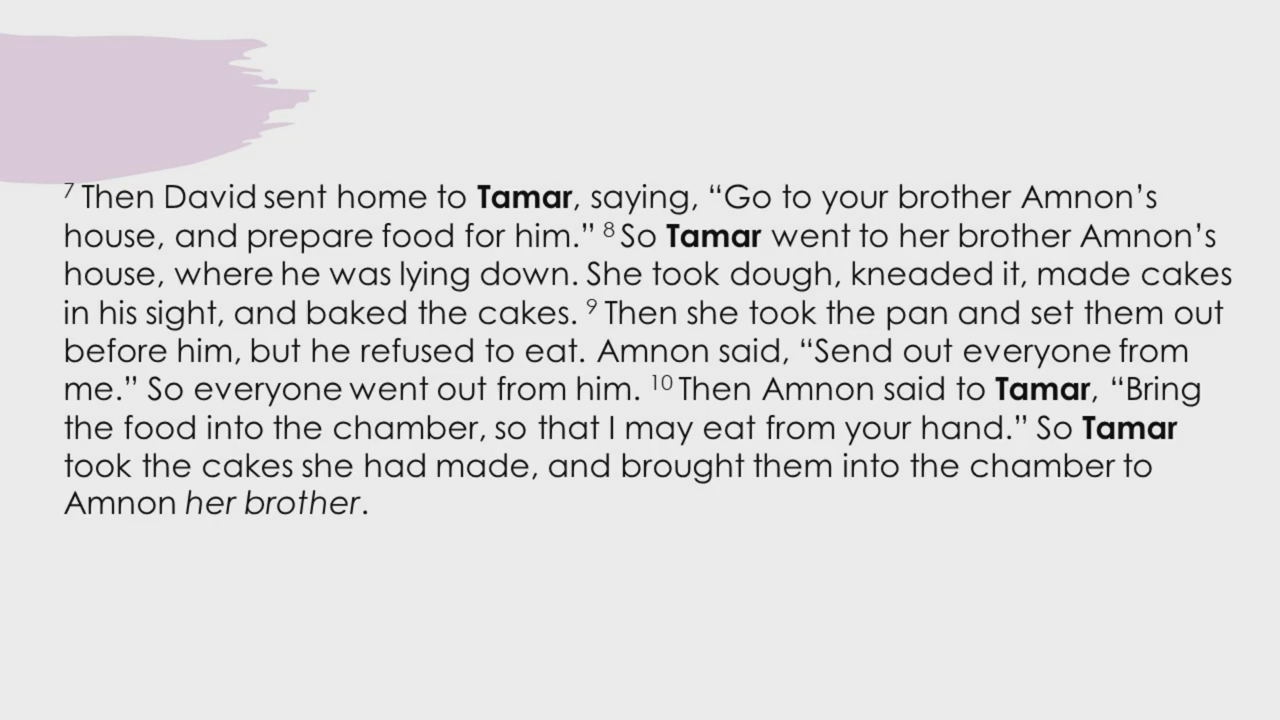 7 Then David sent home to Tamar, saying, “Go to your brother Amnon’s
house, and prepare food for him.” 8 So Tamar went to her brother Amnon’s
house, where he was lying down. She took dough, kneaded it, made cakes
in his sight, and baked the cakes. 9 Then she took the pan and set them out
before him, but he refused to eat. Amnon said, “Send out everyone from
me.” So everyone went out from him. 10 Then Amnon said to Tamar, “Bring
the food into the chamber, so that I may eat from your hand.” So Tamar
took the cakes she had made, and brought them into the chamber to
Amnon her brother.